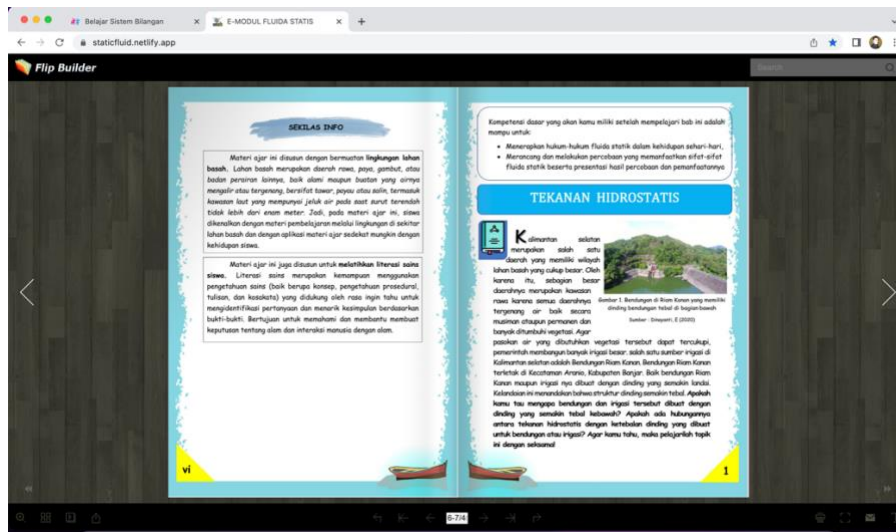 Belajar Sistem Bilangan
E-MODUL FLUIDA STATIS
staticfluid.netlify.app
Flip Builder
Search
SEKILAS INFO
Materi ajar ini disusun dengan bermuatan lingkungan lahan
basah. Lahan basah merupakan daerah rawa, paya, gambut, atau
badan perairan lainnya, baik alami maupun buatan yang airnya
mengalir atau tergenang, bersifat tawar, payau atau salin, termasuk
kawasan laut yang mempunyai jeluk air pada saat surut terendah
tidak lebih dari enam meter. Jadi, pada materi ajar ini, siswa
dikenalkan dengan materi pembelajaran melalui lingkungan di sekitar
lahan basah dan dengan aplikasi materi ajar sedekat mungkin dengan
kehidupan siswa.
Materi ajar ini juga disusun untuk melatihkan literasi sains
siswa. Literasi sains merupakan kemampuan menggunakan
pengetahuan sains (baik berupa konsep, pengetahuan prosedural,
tulisan, dan kosakata) yang didukung oleh rasa ingin tahu untuk
mengidentifikasi pertanyaan dan menarik kesimpulan berdasarkan
bukti-bukti. Bertujuan untuk memahami dan membantu membuat
keputusan tentang alam dan interaksi manusia dengan alam.
vi
Kompetensi dasar yang akan kamu miliki setelah mempelajari bab ini adalah
mampu untuk:
• Menerapkan hukum-hukum fluida statik dalam kehidupan sehari-hari,
• Merancang dan melakukan percobaan yang memanfaatkan sifat-sifat
fluida statik beserta presentasi hasil percobaan dan pemanfaatannya
TEKANAN HIDROSTATIS
Kalimantan selatan
merupakan salah satu
daerah yang memiliki wilayah
lahan basah yang cukup besar. Oleh
karena itu, sebagian besar
daerahnya merupakan kawasan
rawa karena semua daerahnya
tergenang air baik secara
musiman ataupun permanen dan
banyak ditumbuhi vegetasi. Agar
Gambar 1. Bendungan di Riam Kanan yang memiliki
dinding bendungan tebal di bagian bawah
Sumber :
E (2020)
pasokan air yang dibutuhkan vegetasi tersebut dapat tercukupi,
pemerintah membangun banyak irigasi besar. salah satu sumber irigasi di
Kalimantan selatan adalah Bendungan Riam Kanan. Bendungan Riam Kanan
terletak di Kecamatan Aranio, Kabupaten Banjar. Baik bendungan Riam
Kanan maupun irigasi nya dibuat dengan dinding yang semakin landai.
Kelandaian ini menandakan bahwa struktur dinding semakin tebal. Apakah
kamu tau mengapa bendungan dan irigasi tersebut dibuat dengan
dinding yang semakin tebal kebawah? Apakah ada hubungannya
antara tekanan hidrostatis dengan ketebalan dinding yang dibuat
untuk bendungan atau irigasi? Agar kamu tahu, maka pelajarilah topik
ini dengan seksama!
1
6-7/4